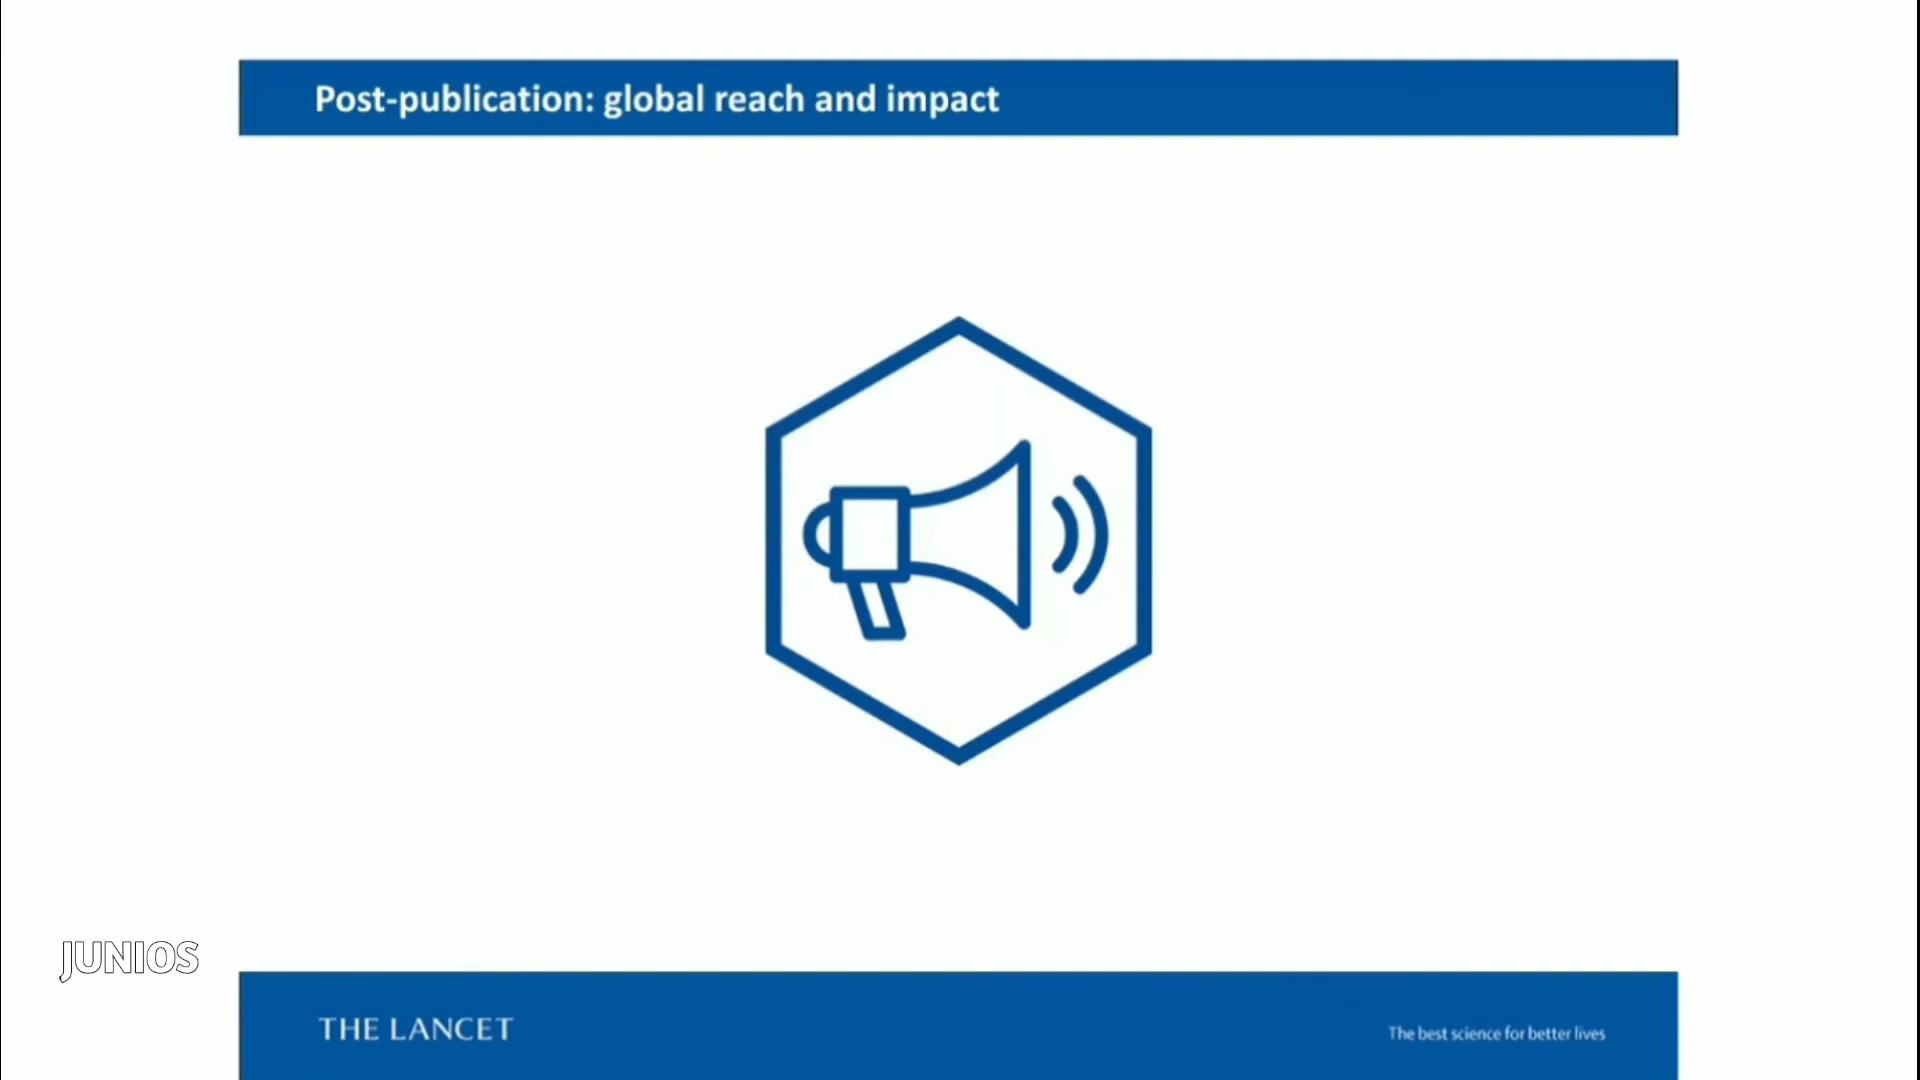 Post-publication: global reach and impact
JUNIOS
THE LANCET
The best science for better lives